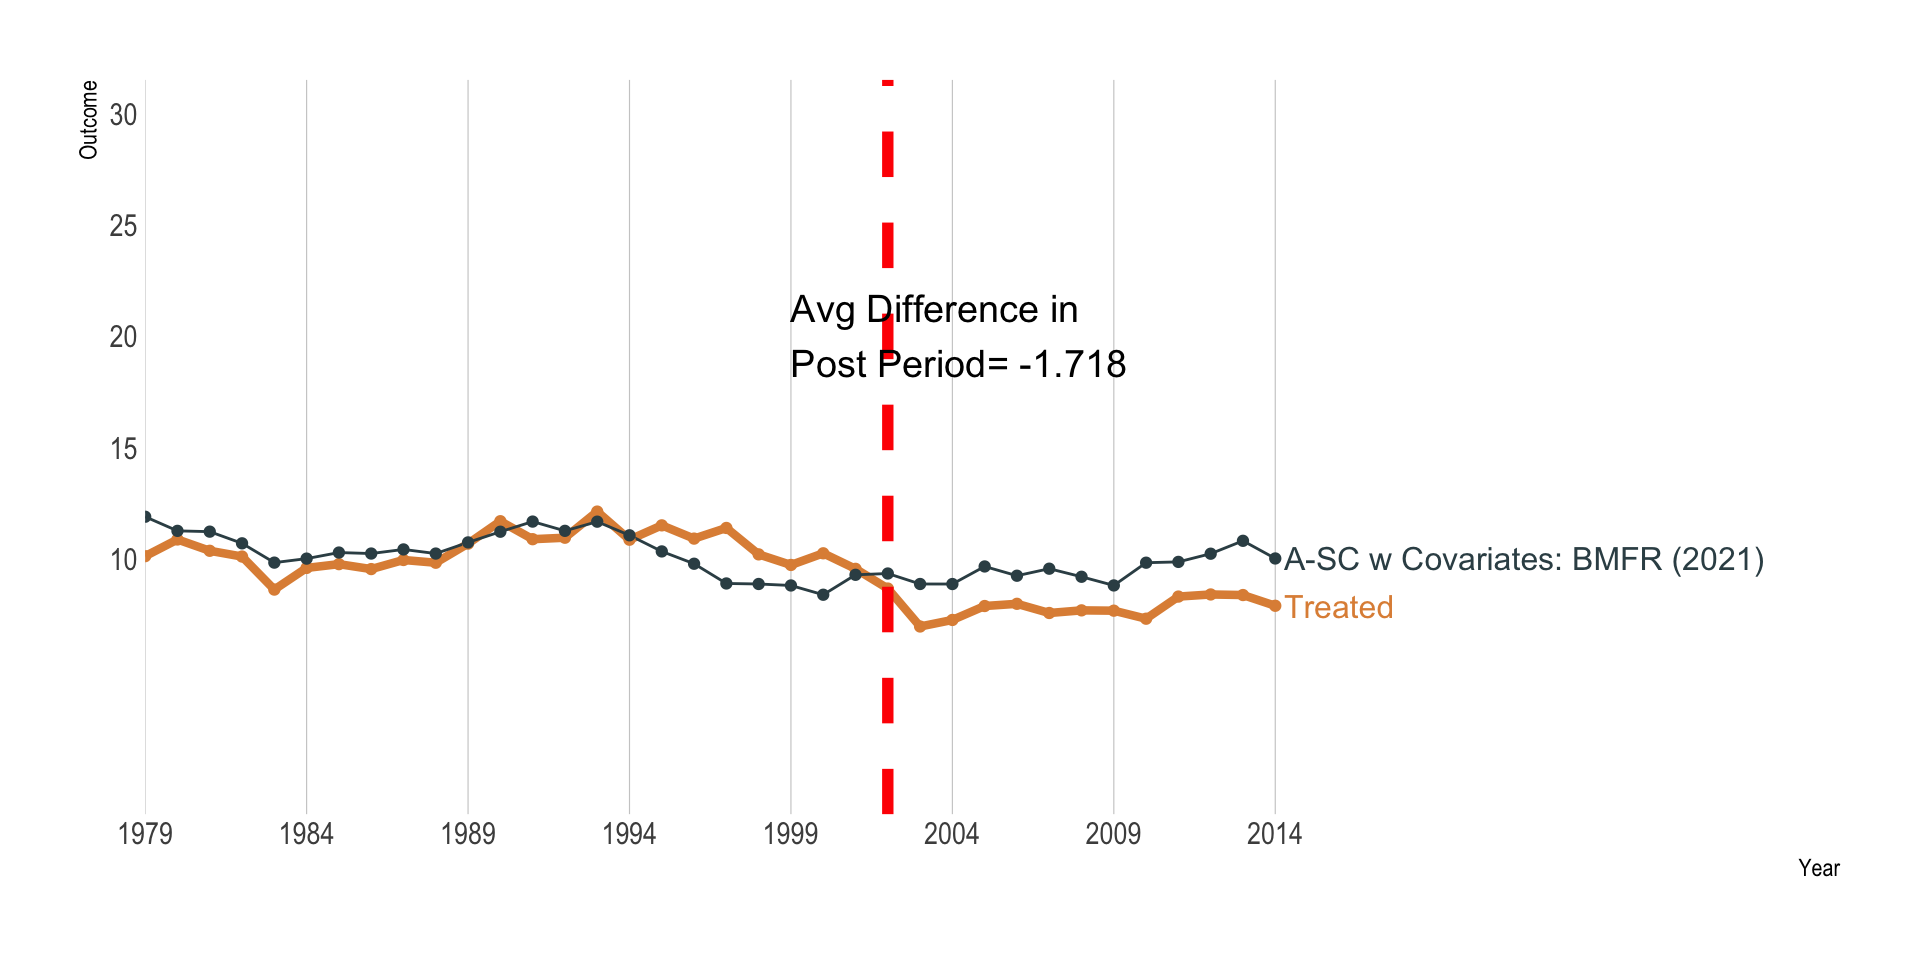 Outcome
30
25
20
15
10
Avg Difference in
Post Period= -1.718
A-SC w Covariates: BMFR (2021)
Treated
1979 1984 1989 1994 1999 2004 2009 2014
Year